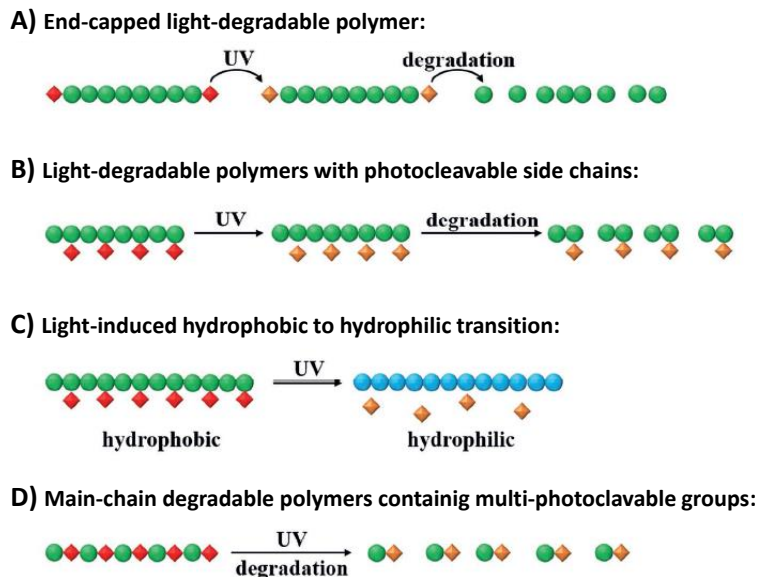 A) End-capped light-degradable polymer:
UV
degradation
B) Light-degradable polymers with photocleavable side chains:
UV
degradation
C) Light-induced hydrophobic to hydrophilic transition:
UV
hydrophobic
hydrophilic
D) Main-chain degradable polymers containig multi-photoclavable groups:
UV
degradation